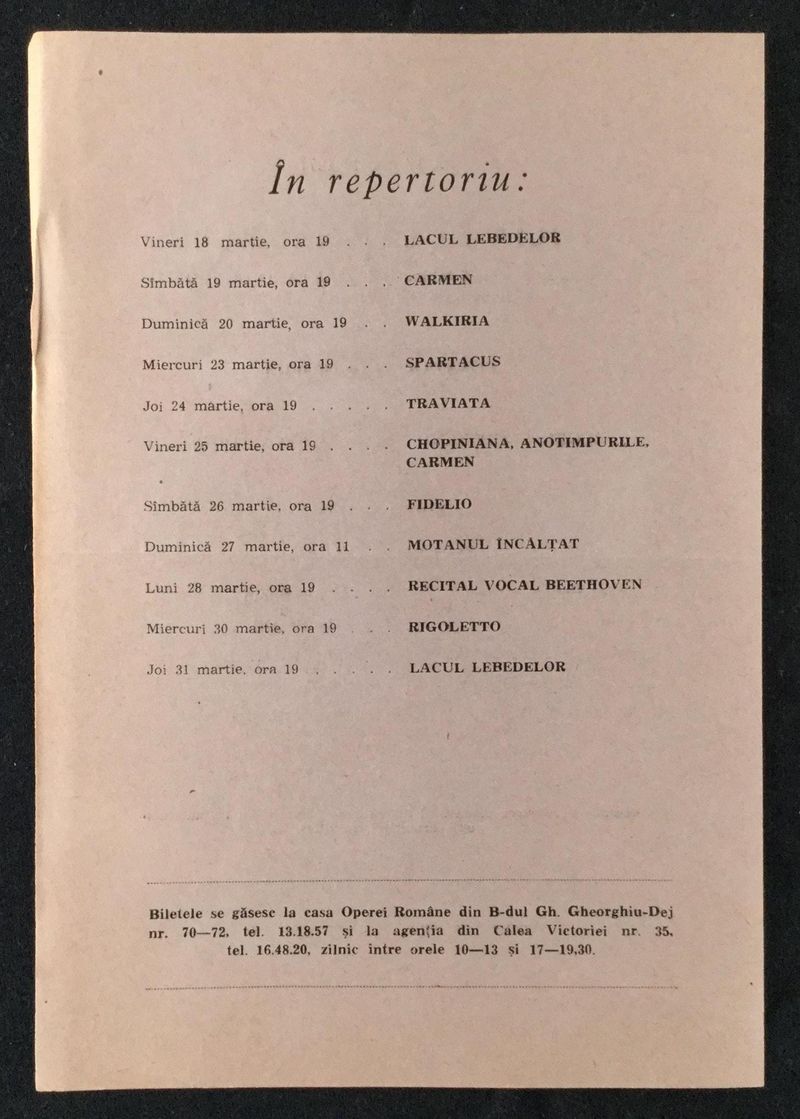 În repertoriu:
Vineri 18 martie, ora 19 . . . LACUL LEBEDELOR
Sîmbătă 19 martie, ora 19 . . . CARMEN
Duminică 20 martie, ora 19 . . WALKIRIA
Miercuri 23 martie, ora 19 . . . SPARTACUS
Joi 24 martie, ora 19 . . . . . TRAVIATA
Vineri 25 martie, ora 19 . . . . CHOPINIANA, ANOTIMPURILE,
CARMEN
Sîmbătă 26 martie, ora 19 . . . FIDELIO
Duminică 27 martie, ora 11 . . MOTANUL ÎNCĂLȚAT
Luni 28 martie, ora 19 . . . . RECITAL VOCAL BEETHOVEN
Miercuri 30 martie, ora 19 . . . RIGOLETTO
Joi 31 martie, ora 19 . . . . . LACUL LEBEDELOR
Biletele se găsesc la casa Operei Române din B-dul Gh. Gheorghiu-Dej
nr. 70—72, tel. 13.18.57 și la agenția din Calea Victoriei nr. 35,
tel. 16.48.20, zilnic între orele 10—13 și 17—19,30.